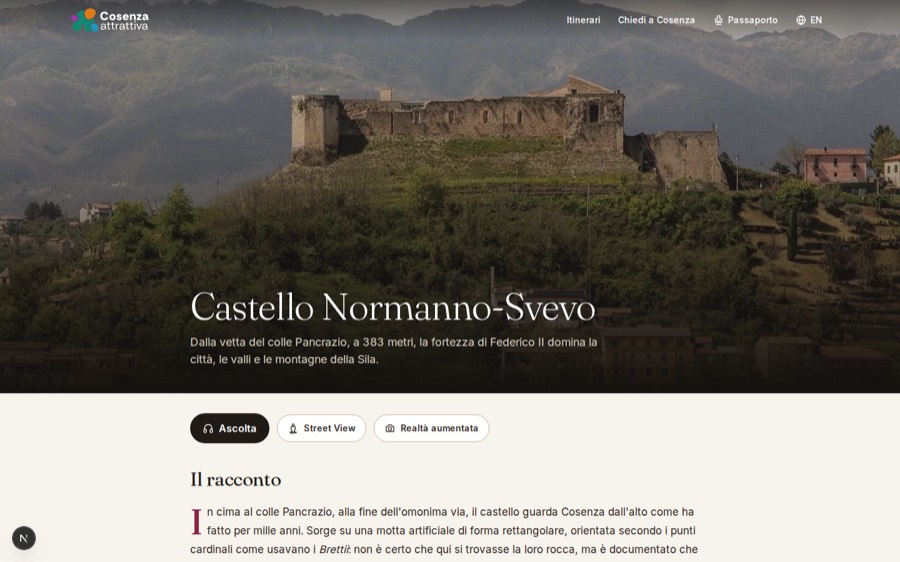 Cosenza
attrattiva
Itinerari
Chiedi a Cosenza
Passaporto
EN
Castello Normanno-Svevo
Dalla vetta del colle Pancrazio, a 383 metri, la fortezza di Federico II domina la
città, le valli e le montagne della Sila.
Ascolta
Street View
Realtà aumentata
Il racconto
In cima al colle Pancrazio, alla fine dell'omonima via, il castello guarda Cosenza dall'alto come ha
fatto per mille anni. Sorge su una motta artificiale di forma rettangolare, orientata secondo i punti
cardinali come usavano i Brettii: non è certo che qui si trovasse la loro rocca, ma è documentato che
N